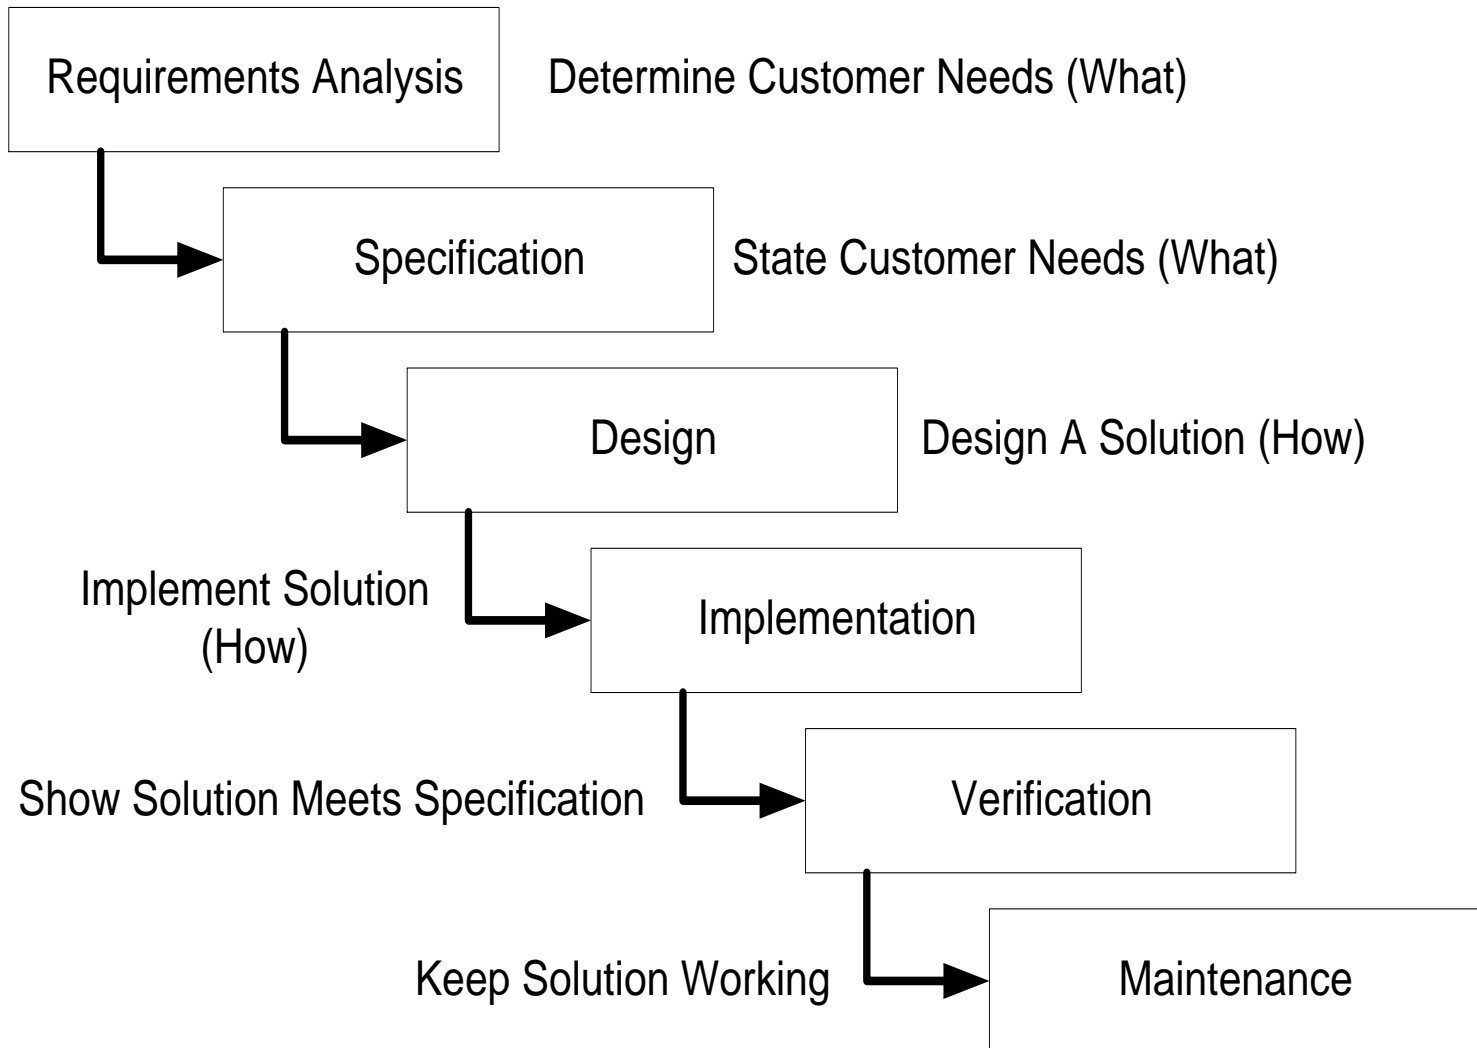 Requirements Analysis
Determine Customer Needs (What)
Specification
State Customer Needs (What)
Design
Design A Solution (How)
Implement Solution
(How)
Implementation
Show Solution Meets Specification
Verification
Keep Solution Working
Maintenance